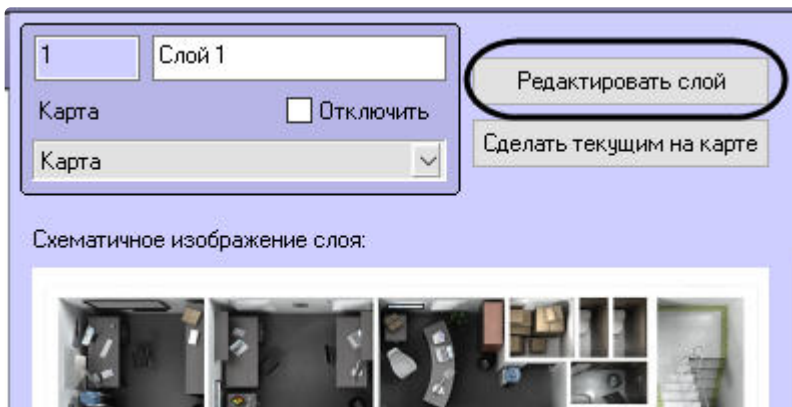 1
Слой 1
Редактировать слой
Карта
Отключить
Сделать текущим на карте
Карта
Схематичное изображение слоя: